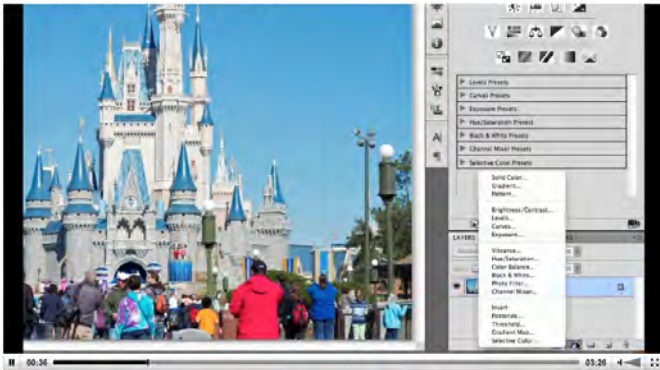 Levels Presets
Curves Presets
Exposure Presets
Hue/Saturation Presets
Black & White Presets
Channel Mixer Presets
Selective Color Presets
Solid Color...
Gradient...
Pattern...
Brightness/Contrast...
Levels...
Curves...
Exposure...
LAYERS
Vibrance...
Hue/Saturation...
Color Balance...
Black & White...
Photo Filter...
Channel Mixer...
Invert
Posterize...
Threshold...
Gradient Map...
Selective Color...
00:36
03:26